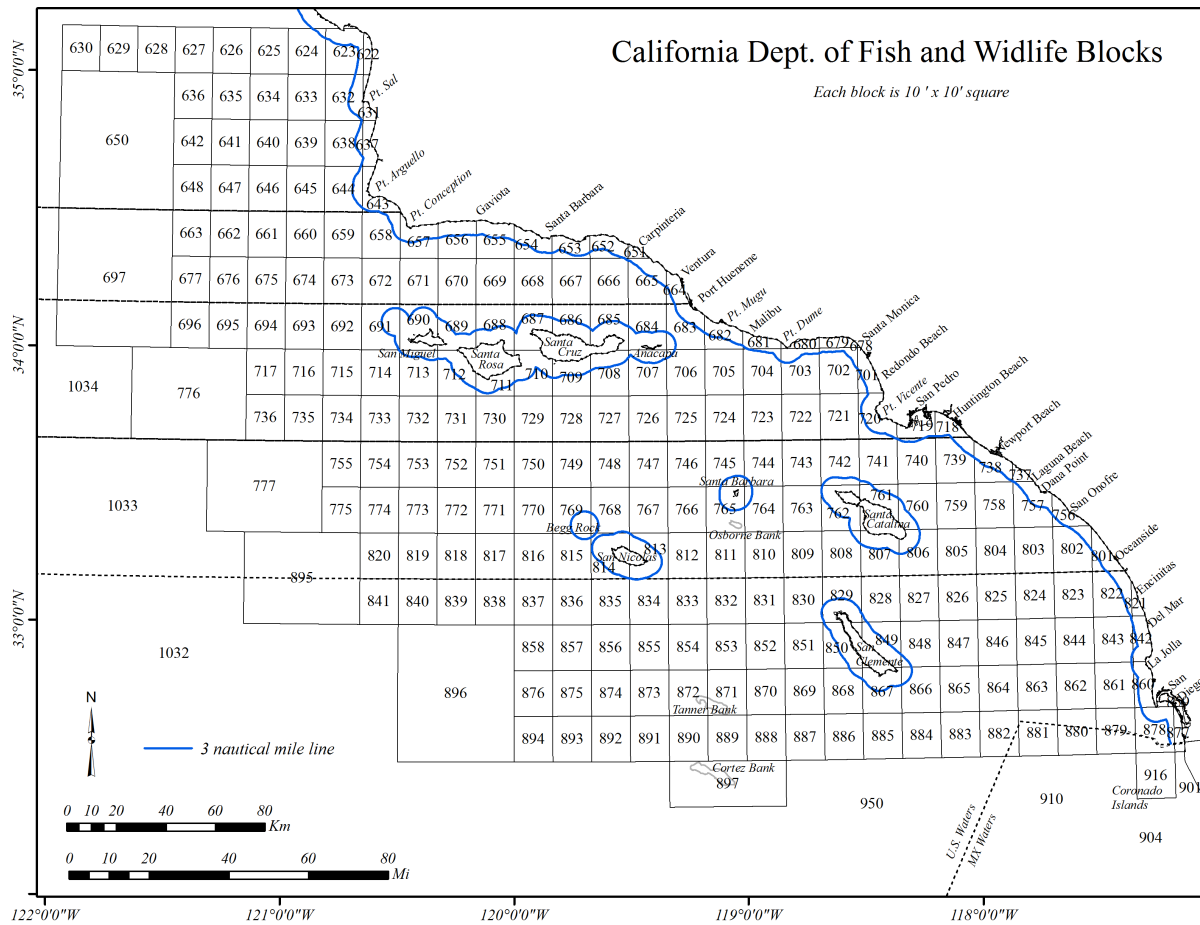 California Dept. of Fish and Widlife Blocks
Each block is 10 ' x 10' square
35°0'0"N
34°0'0"N
33°0'0"N
630 629 628 627 626 625 624 623 622
Pt. Sal
636 635 634 633 632 631
650
642 641 640 639 638 637
Pt. Arguello
648 647 646 645 644 643
Pt. Conception
Gaviota
Santa Barbara
Carpinteria
663 662 661 660 659 658 657 656 655 654 653 652 651
Ventura
697
677 676 675 674 673 672 671 670 669 668 667 666 665 664
Port Hueneme
Pt. Mugu
Malibu
Pt. Dume
Santa Monica
696 695 694 693 692 691 690 689 688 687 686 685 684 683 682 681 680 679 678
San Miguel
Santa Rosa
Santa Cruz
Anacapa
Redondo Beach
1034
776
717 716 715 714 713 712 711 710 709 708 707 706 705 704 703 702 701
Pt. Vicente
San Pedro
Huntington Beach
736 735 734 733 732 731 730 729 728 727 726 725 724 723 722 721 720 719 718
Newport Beach
Laguna Beach
Dana Point
San Onofre
755 754 753 752 751 750 749 748 747 746 745 744 743 742 741 740 739 738 737
777
1033
Santa Barbara
775 774 773 772 771 770 769 768 767 766 765 764 763 762 761 760 759 758 757 756
Santa Catalina
Begg Rock
Osborne Bank
Oceanside
820 819 818 817 816 815 814 813 812 811 810 809 808 807 806 805 804 803 802 801
San Nicolas
895
Encinitas
841 840 839 838 837 836 835 834 833 832 831 830 829 828 827 826 825 824 823 822 821
Del Mar
1032
858 857 856 855 854 853 852 851 850 849 848 847 846 845 844 843 842
San Clemente
La Jolla
896
876 875 874 873 872 871 870 869 868 867 866 865 864 863 862 861 860
San Diego
Tanner Bank
894 893 892 891 890 889 888 887 886 885 884 883 882 881 880 879 878
Cortez Bank
897
916
901
Coronado Islands
950
910
904
U.S. Waters
MX Waters
N
3 nautical mile line
0 10 20 40 60 80
Km
0 10 20 40 60 80
Mi
122°0'0"W 121°0'0"W 120°0'0"W 119°0'0"W 118°0'0"W